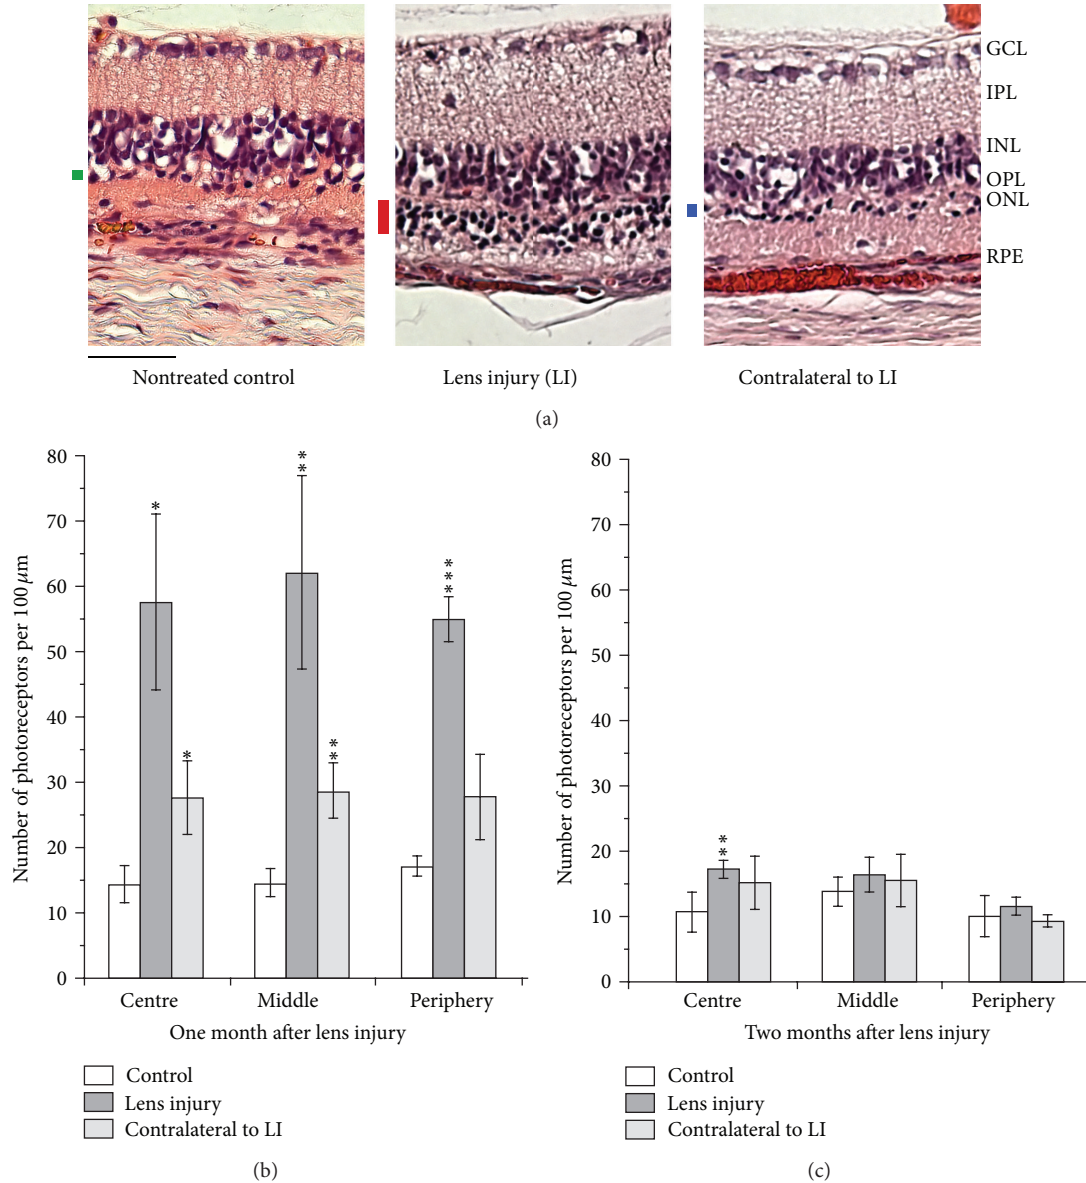 GCL
IPL
INL
OPL
ONL
RPE
Nontreated control
Lens injury (LI)
Contralateral to LI
(a)
Number of photoreceptors per 100 μm
80
70
60
50
40
30
20
10
0
*
*
**
**
***
Centre
Middle
Periphery
One month after lens injury
Control
Lens injury
Contralateral to LI
(b)
Number of photoreceptors per 100 μm
80
70
60
50
40
30
20
10
0
**
Centre
Middle
Periphery
Two months after lens injury
Control
Lens injury
Contralateral to LI
(c)